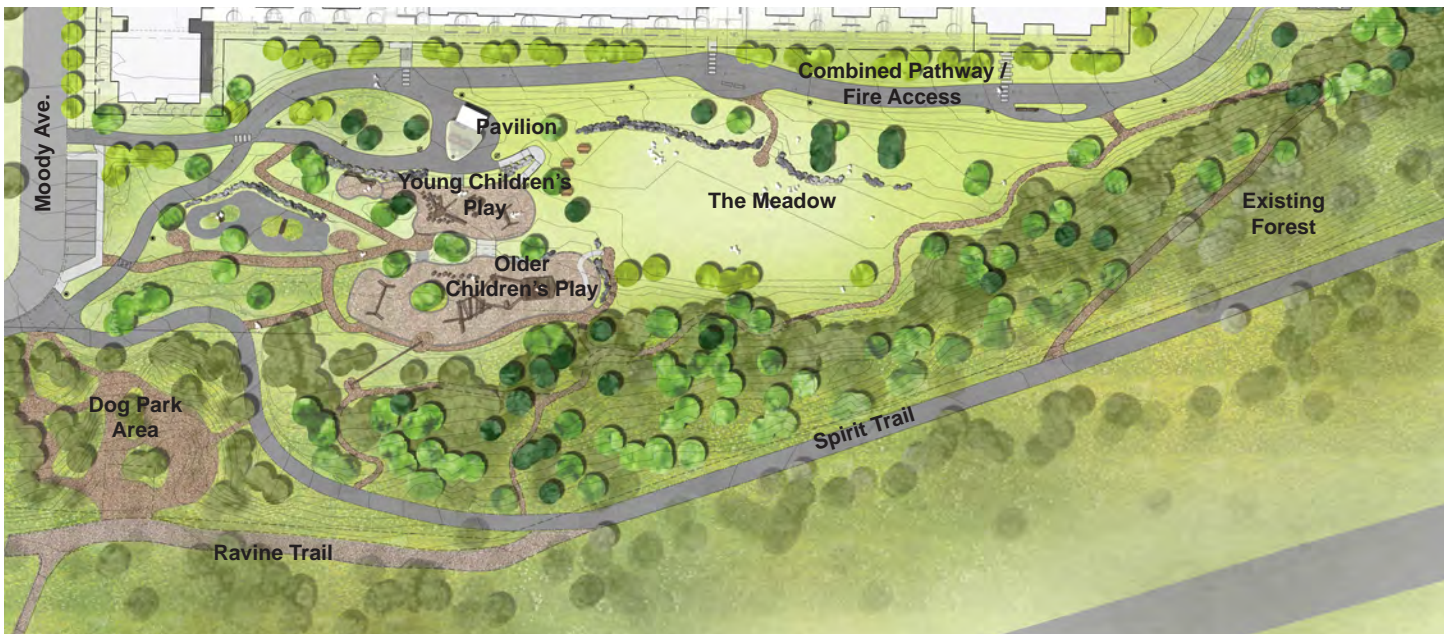 Moody Ave.
Combined Pathway /
Fire Access
Pavilion
Young Children's
Play
The Meadow
Existing
Forest
Older
Children's Play
Dog Park
Area
Spirit Trail
Ravine Trail